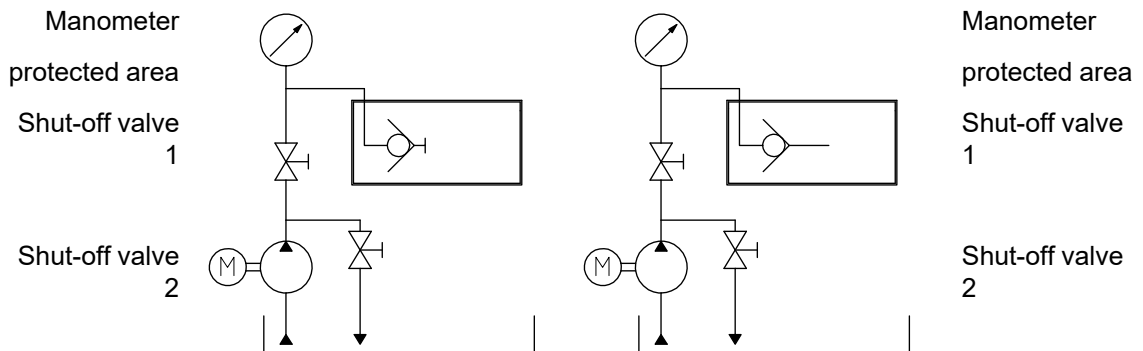 Manometer
protected area
Shut-off valve
1
Shut-off valve
2
M
M
Manometer
protected area
Shut-off valve
1
Shut-off valve
2